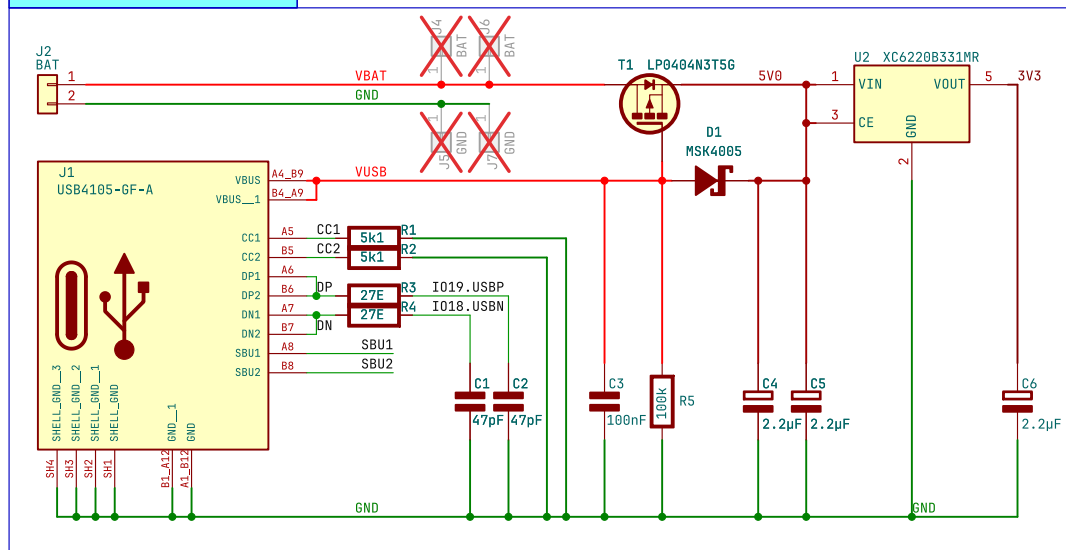 J2
BAT
1
2
VBAT
GND
J4
BAT
1
J6
BAT
1
J5
GND
1
J7
GND
1
T1 LP0404N3T5G
5V0
U2 XC6220B331MR
1
VIN
VOUT
5
3V3
3
CE
GND
2
D1
MSK4005
J1
USB4105-GF-A
VBUS
A4_B9
VUSB
VBUS__1
B4_A9
CC1
A5
CC1
5k1
R1
CC2
B5
CC2
5k1
R2
DP1
A6
DP2
B6
DP
27E
R3
IO19.USBP
DN1
A7
27E
R4
IO18.USBN
DN2
B7
DN
SBU1
A8
SBU1
SBU2
B8
SBU2
SHELL_GND__3
SHELL_GND__2
SHELL_GND__1
SHELL_GND
GND__1
GND
SH4
SH3
SH2
SH1
B1_A12
A1_B12
C1
47pF
C2
47pF
C3
100nF
100k
R5
C4
2.2µF
C5
2.2µF
C6
2.2µF
GND
GND